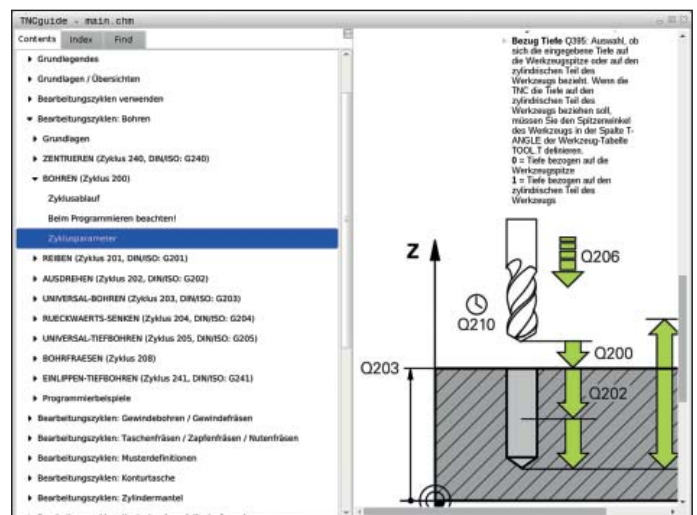 TNCguide - main.chm
Contents Index Find
Grundlegendes
Grundlagen / Übersichten
Bearbeitungszyklen verwenden
Bearbeitungszyklen: Bohren
Grundlagen
ZENTRIEREN (Zyklus 240, DIN/ISO: G240)
BOHREN (Zyklus 200)
Zyklusablauf
Beim Programmieren beachten!
Zyklusparameter
REIBEN (Zyklus 201, DIN/ISO: G201)
AUSDREHEN (Zyklus 202, DIN/ISO: G202)
UNIVERSAL-BOHREN (Zyklus 203, DIN/ISO: G203)
RUECKWAERTS-SENKEN (Zyklus 204, DIN/ISO: G204)
UNIVERSAL-TIEFBOHREN (Zyklus 205, DIN/ISO: G205)
BOHRFRAESEN (Zyklus 208)
EINLIPPEN-TIEFBOHREN (Zyklus 241, DIN/ISO: G241)
Programmierbeispiele
Bearbeitungszyklen: Gewindebohren / Gewindefräsen
Bearbeitungszyklen: Taschenfräsen / Zapfenfräsen / Nutenfräsen
Bearbeitungszyklen: Musterdefinitionen
Bearbeitungszyklen: Konturtasche
Bearbeitungszyklen: Zylindermantel
Bezug Tiefe Q395: Auswahl, ob
sich die eingegebene Tiefe auf
die Werkzeugspitze oder auf den
zylindrischen Teil des
Werkzeugs bezieht. Wenn die
TNC die Tiefe auf den
zylindrischen Teil des
Werkzeugs beziehen soll,
müssen Sie den Spitzenwinkel
des Werkzeugs in der Spalte T-
ANGLE der Werkzeug-Tabelle
TOOL.T definieren.
0 = Tiefe bezogen auf die
Werkzeugspitze
1 = Tiefe bezogen auf den
zylindrischen Teil des
Werkzeugs
Z
Q206
Q210
Q200
Q203
Q202